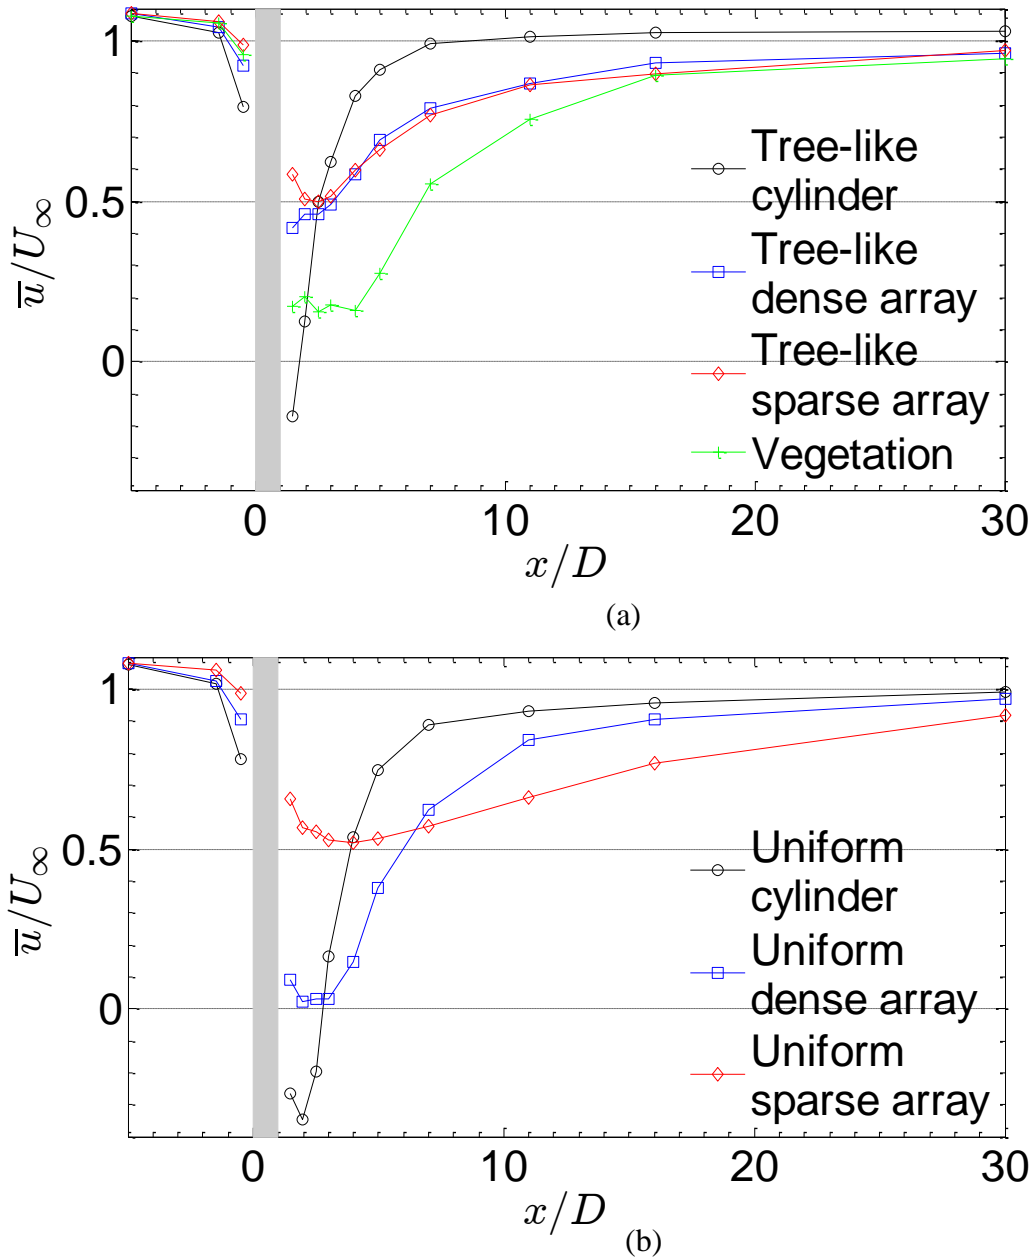 1
0.5
0
u̅/U∞
Tree-like
cylinder
Tree-like
dense array
Tree-like
sparse array
Vegetation
0 10 20 30
x/D
(a)
1
0.5
0
u̅/U∞
Uniform
cylinder
Uniform
dense array
Uniform
sparse array
0 10 20 30
x/D
(b)